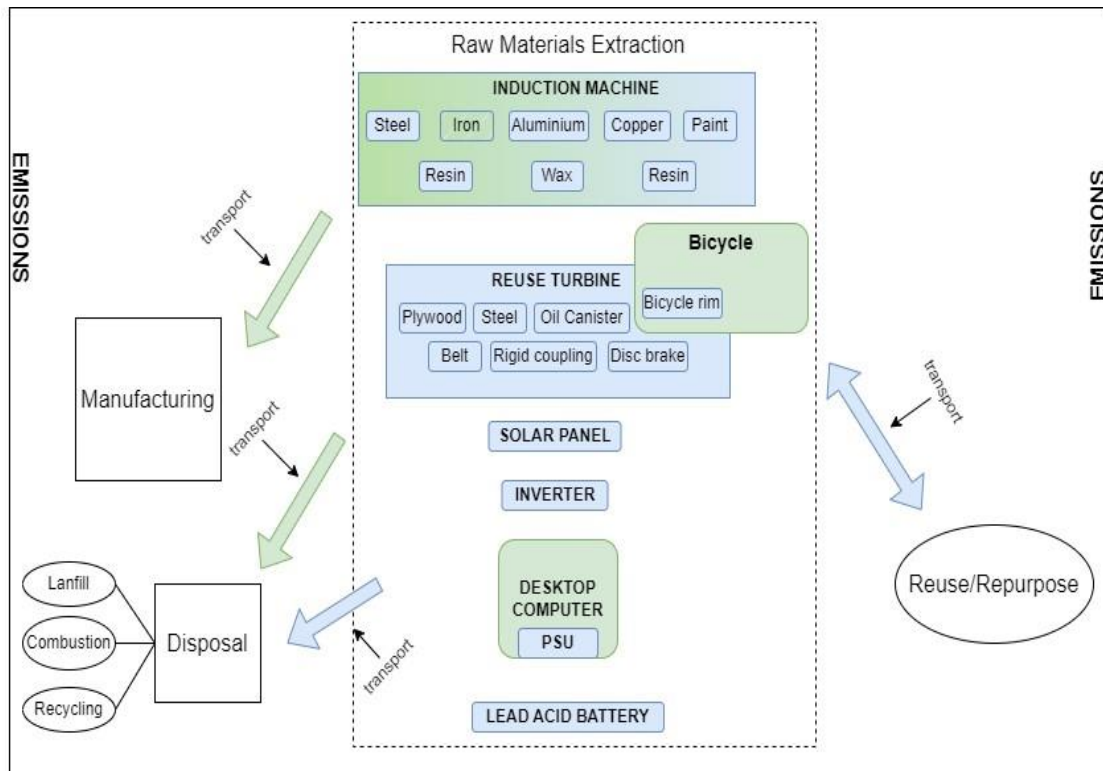 Raw Materials Extraction
INDUCTION MACHINE
Steel
Iron
Aluminium
Copper
Paint
Resin
Wax
Resin
EMISSIONS
EMISSIONS
transport
Bicycle
Bicycle rim
REUSE TURBINE
Plywood
Steel
Oil Canister
Belt
Rigid coupling
Disc brake
Manufacturing
transport
transport
SOLAR PANEL
INVERTER
DESKTOP
COMPUTER
PSU
Reuse/Repurpose
Lanfill
Combustion
Recycling
Disposal
transport
LEAD ACID BATTERY